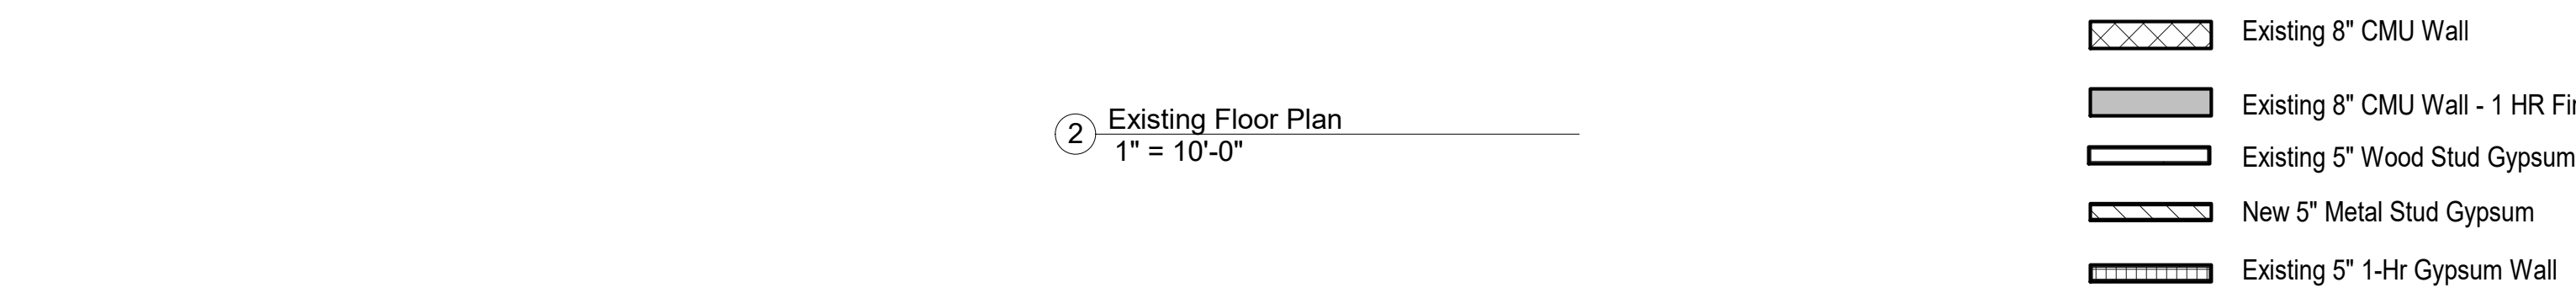 2
Existing Floor Plan
1" = 10'-0"
Existing 8" CMU Wall
Existing 8" CMU Wall - 1 HR
Existing 5" Wood Stud Gypsum
New 5" Metal Stud Gypsum
Existing 5" 1-Hr Gypsum Wall